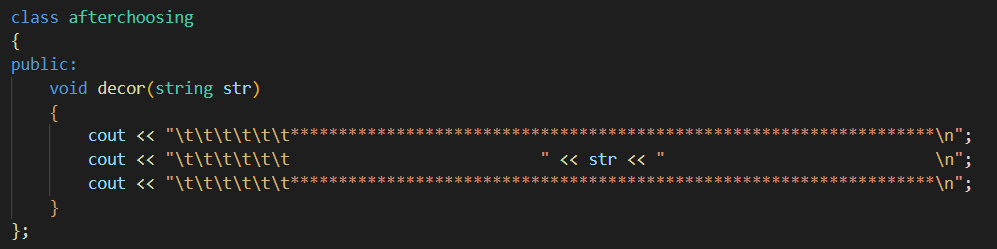 class afterchoosing
{
public:
    void decor(string str)
    {
        cout << "\t\t\t\t\t\t*******************************************************************\n";
        cout << "\t\t\t\t\t\t                          " << str << "                            \n";
        cout << "\t\t\t\t\t\t*******************************************************************\n";
    }
};